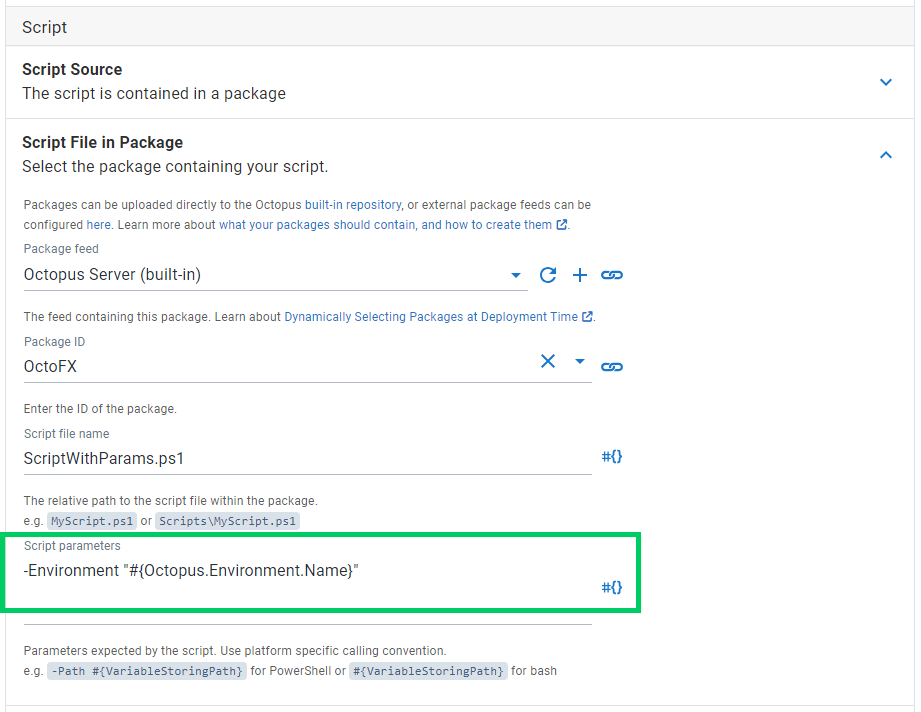 Script
Script Source
The script is contained in a package
Script File in Package
Select the package containing your script.
Packages can be uploaded directly to the Octopus built-in repository, or external package feeds can be
configured here. Learn more about what your packages should contain, and how to create them.
Package feed
Octopus Server (built-in)
The feed containing this package. Learn about Dynamically Selecting Packages at Deployment Time.
Package ID
OctoFX
Enter the ID of the package.
Script file name
ScriptWithParams.ps1
#{}
The relative path to the script file within the package.
e.g. MyScript.ps1 or Scripts\MyScript.ps1
Script parameters
-Environment "#{Octopus.Environment.Name}"
#{}
Parameters expected by the script. Use platform specific calling convention.
e.g. -Path #{VariableStoringPath} for PowerShell or #{VariableStoringPath} for bash